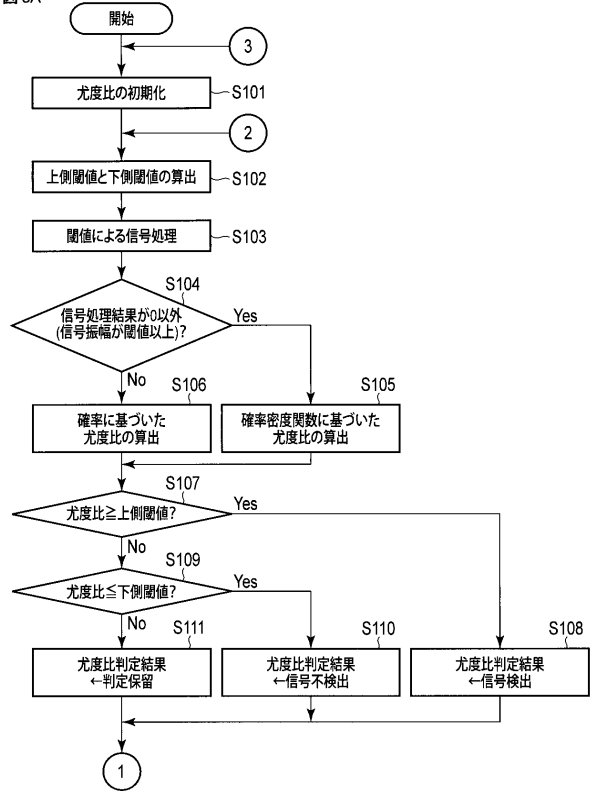 開始
3
尤度比の初期化
S101
2
上側閾値と下側閾値の算出
S102
閾値による信号処理
S103
S104
信号処理結果が0以外
(信号振幅が閾値以上)?
Yes
No
S106
S105
確率に基づいた
尤度比の算出
確率密度関数に基づいた
尤度比の算出
S107
尤度比≧上側閾値?
Yes
No
S109
尤度比≦下側閾値?
Yes
No
S111
S110
S108
尤度比判定結果
←判定保留
尤度比判定結果
←信号不検出
尤度比判定結果
←信号検出
1